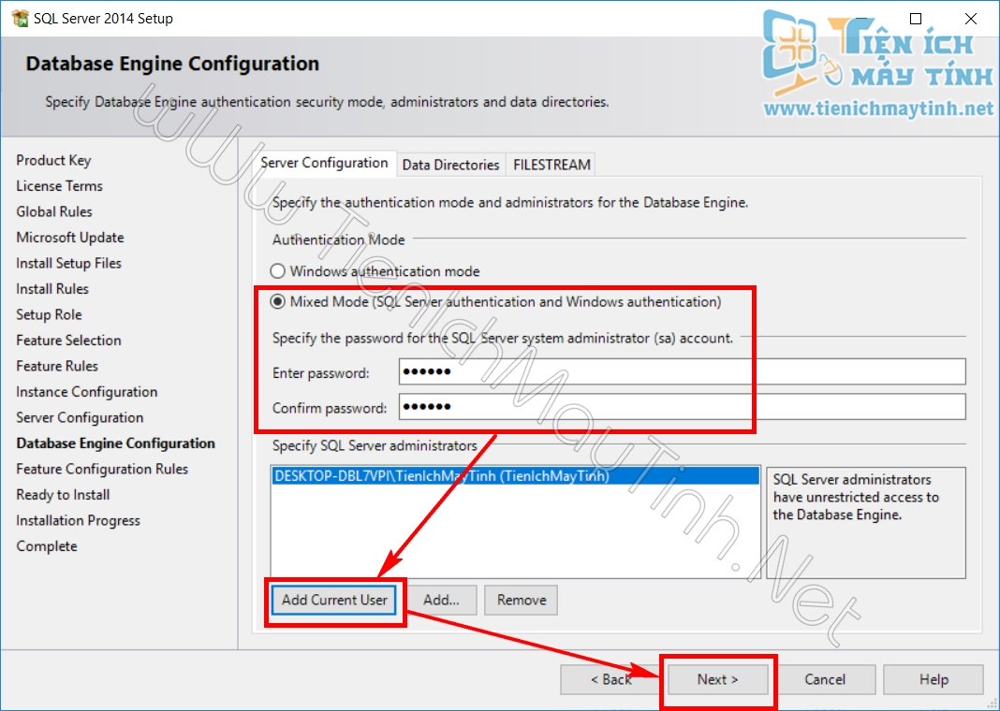 SQL Server 2014 Setup
TIỆN ÍCH
MÁY TÍNH
www.tienichmaytinh.net
Database Engine Configuration
Specify Database Engine authentication security mode, administrators and data directories.
Product Key
License Terms
Global Rules
Microsoft Update
Install Setup Files
Install Rules
Setup Role
Feature Selection
Feature Rules
Instance Configuration
Server Configuration
Database Engine Configuration
Feature Configuration Rules
Ready to Install
Installation Progress
Complete
Server Configuration Data Directories FILESTREAM
Specify the authentication mode and administrators for the Database Engine.
Authentication Mode
Windows authentication mode
Mixed Mode (SQL Server authentication and Windows authentication)
Specify the password for the SQL Server system administrator (sa) account.
Enter password: ●●●●●●
Confirm password: ●●●●●●
Specify SQL Server administrators
DESKTOP-DBL7VPI\TienIchMayTinh (TienIchMayTinh)
SQL Server administrators
have unrestricted access to
the Database Engine.
Add Current User Add... Remove
< Back Next > Cancel Help
wWw.TienIchMayTinh.Net